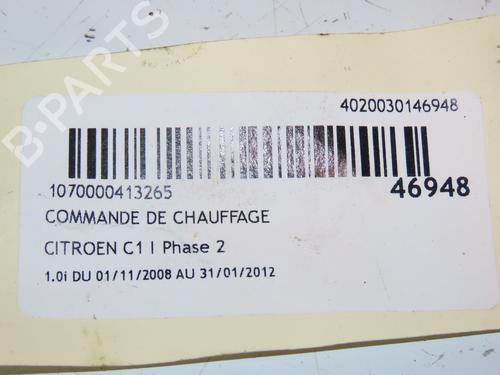 B-PARTS
4020030146948
1070000413265
46948
COMMANDE DE CHAUFFAGE
CITROEN C1 I Phase 2
1.0i DU 01/11/2008 AU 31/01/2012